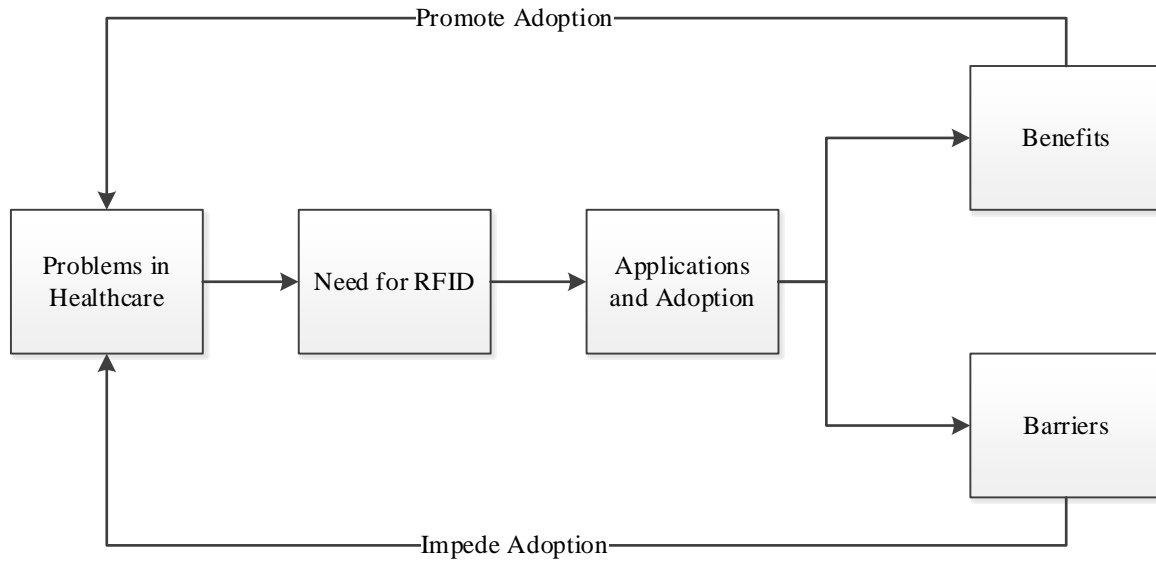 Promote Adoption
Benefits
Problems in
Healthcare
Need for RFID
Applications
and Adoption
Barriers
Impede Adoption